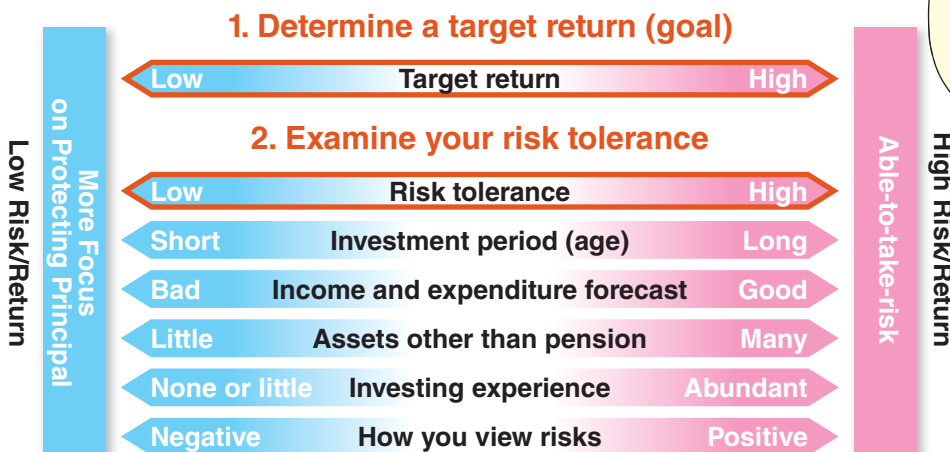 1. Determine a target return (goal)
Low Target return High
2. Examine your risk tolerance
Low Risk tolerance High
Short Investment period (age) Long
Bad Income and expenditure forecast Good
Little Assets other than pension Many
None or little Investing experience Abundant
Negative How you view risks Positive
Low Risk/Return
More Focus
on Protecting Principal
Able-to-take-risk
High Risk/Return